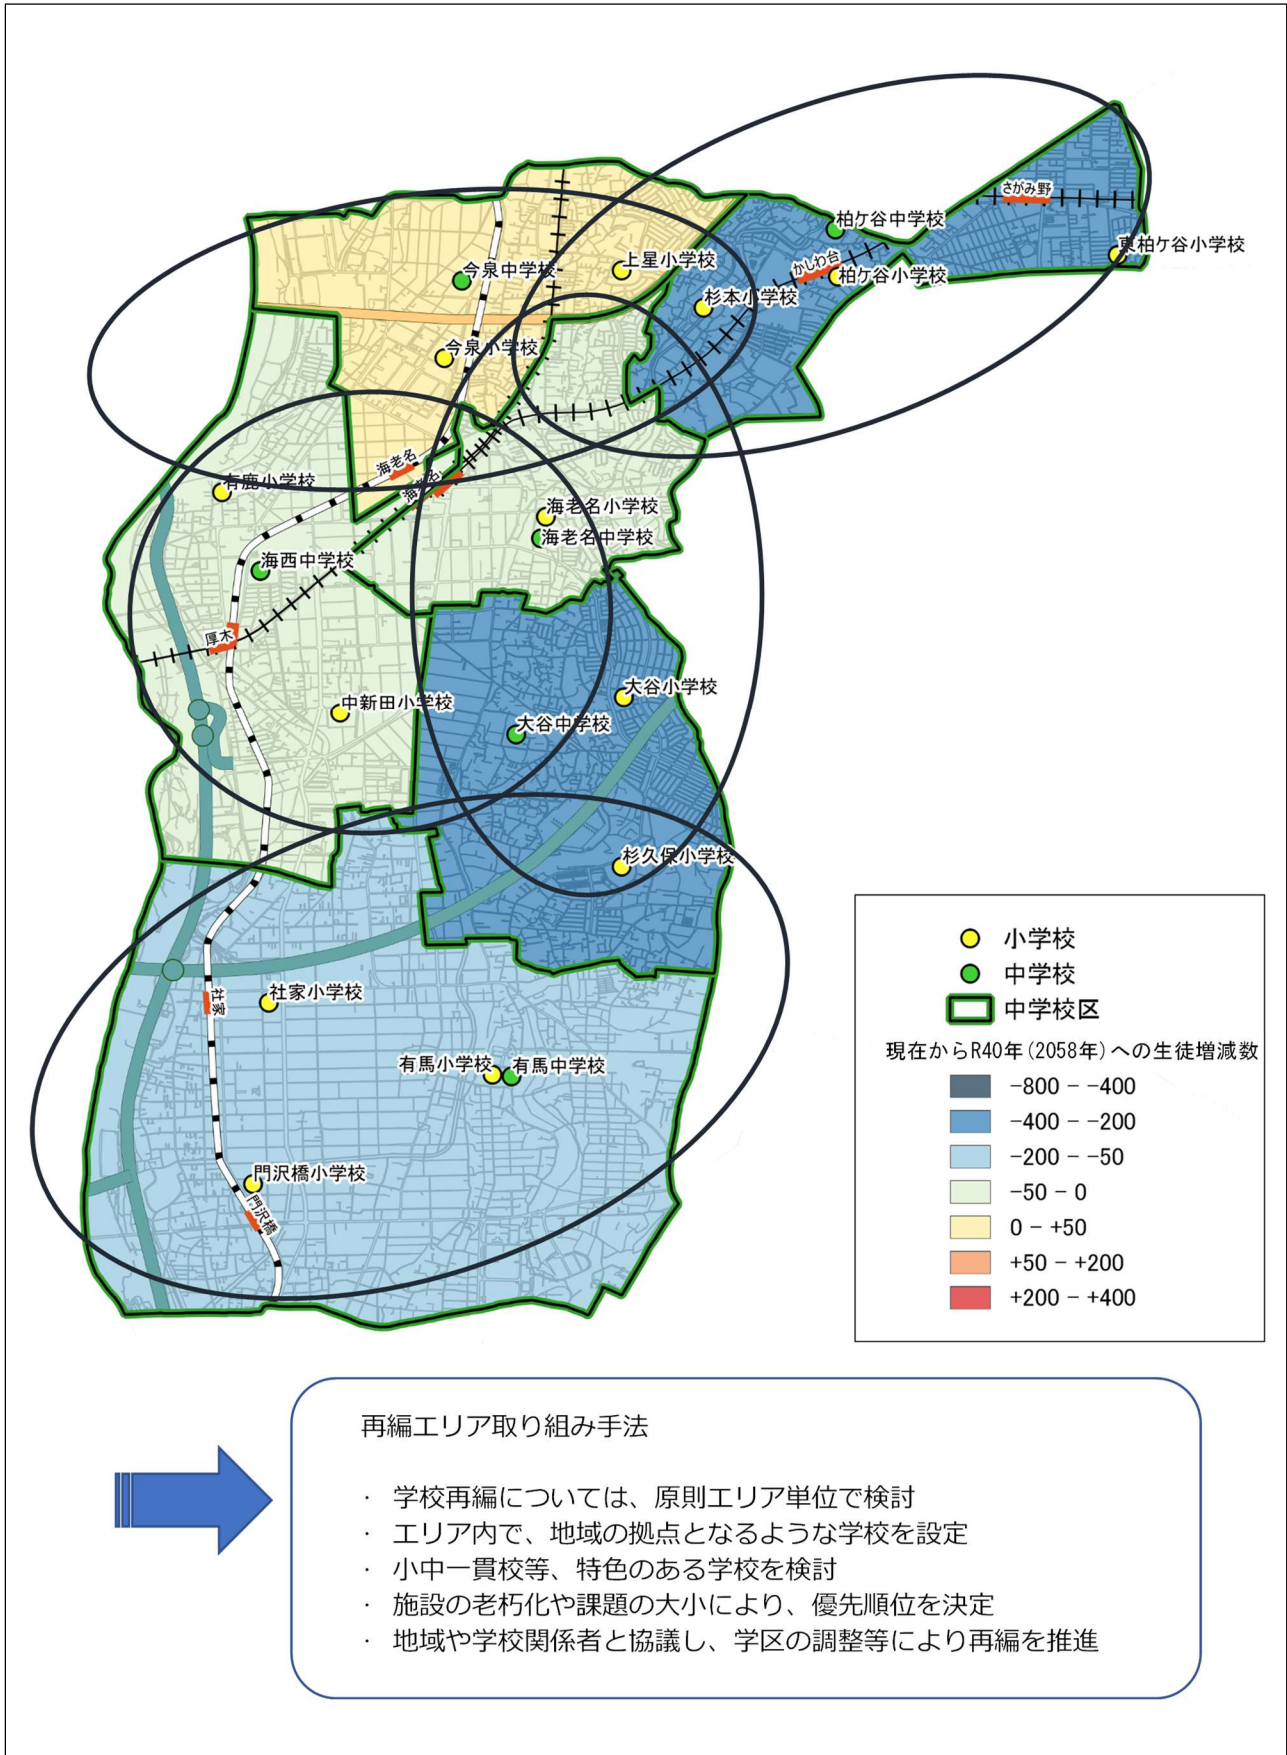 さがみ野
柏ケ谷中学校
東柏ケ谷小学校
上星小学校
かしわ台
今泉中学校
柏ケ谷小学校
杉本小学校
今泉小学校
海老名
海老名
有鹿小学校
海老名小学校
海老名中学校
海西中学校
厚木
大谷小学校
中新田小学校
大谷中学校
杉久保小学校
社家小学校
社家
有馬小学校
有馬中学校
門沢橋小学校
門沢橋
小学校
中学校
中学校区
現在からR40年(2058年)への生徒増減数
-800 - -400
-400 - -200
-200 - -50
-50 - 0
0 - +50
+50 - +200
+200 - +400
再編エリア取り組み手法
・ 学校再編については、原則エリア単位で検討
・ エリア内で、地域の拠点となるような学校を設定
・ 小中一貫校等、特色のある学校を検討
・ 施設の老朽化や課題の大小により、優先順位を決定
・ 地域や学校関係者と協議し、学区の調整等により再編を推進